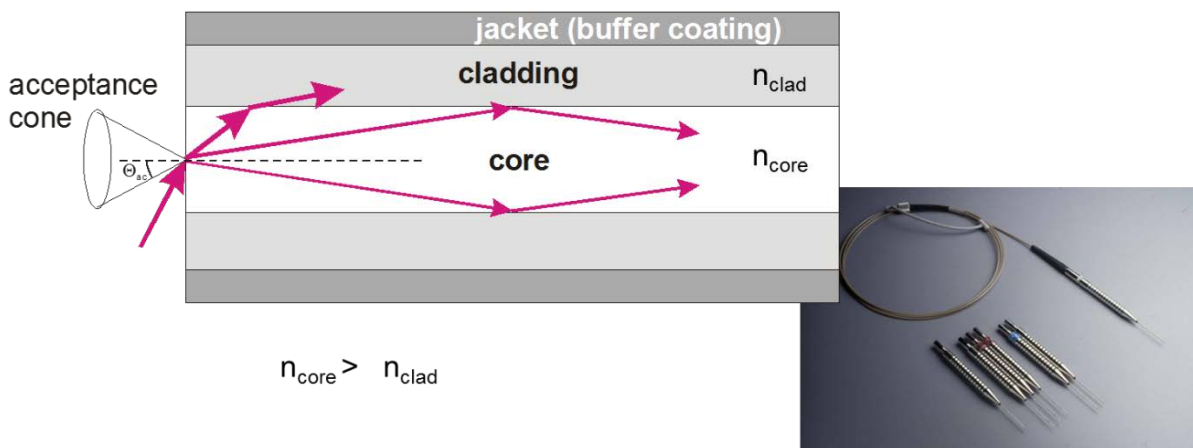 jacket (buffer coating)
cladding
n_clad
acceptance
cone
Θ_ac
core
n_core
n_core > n_clad